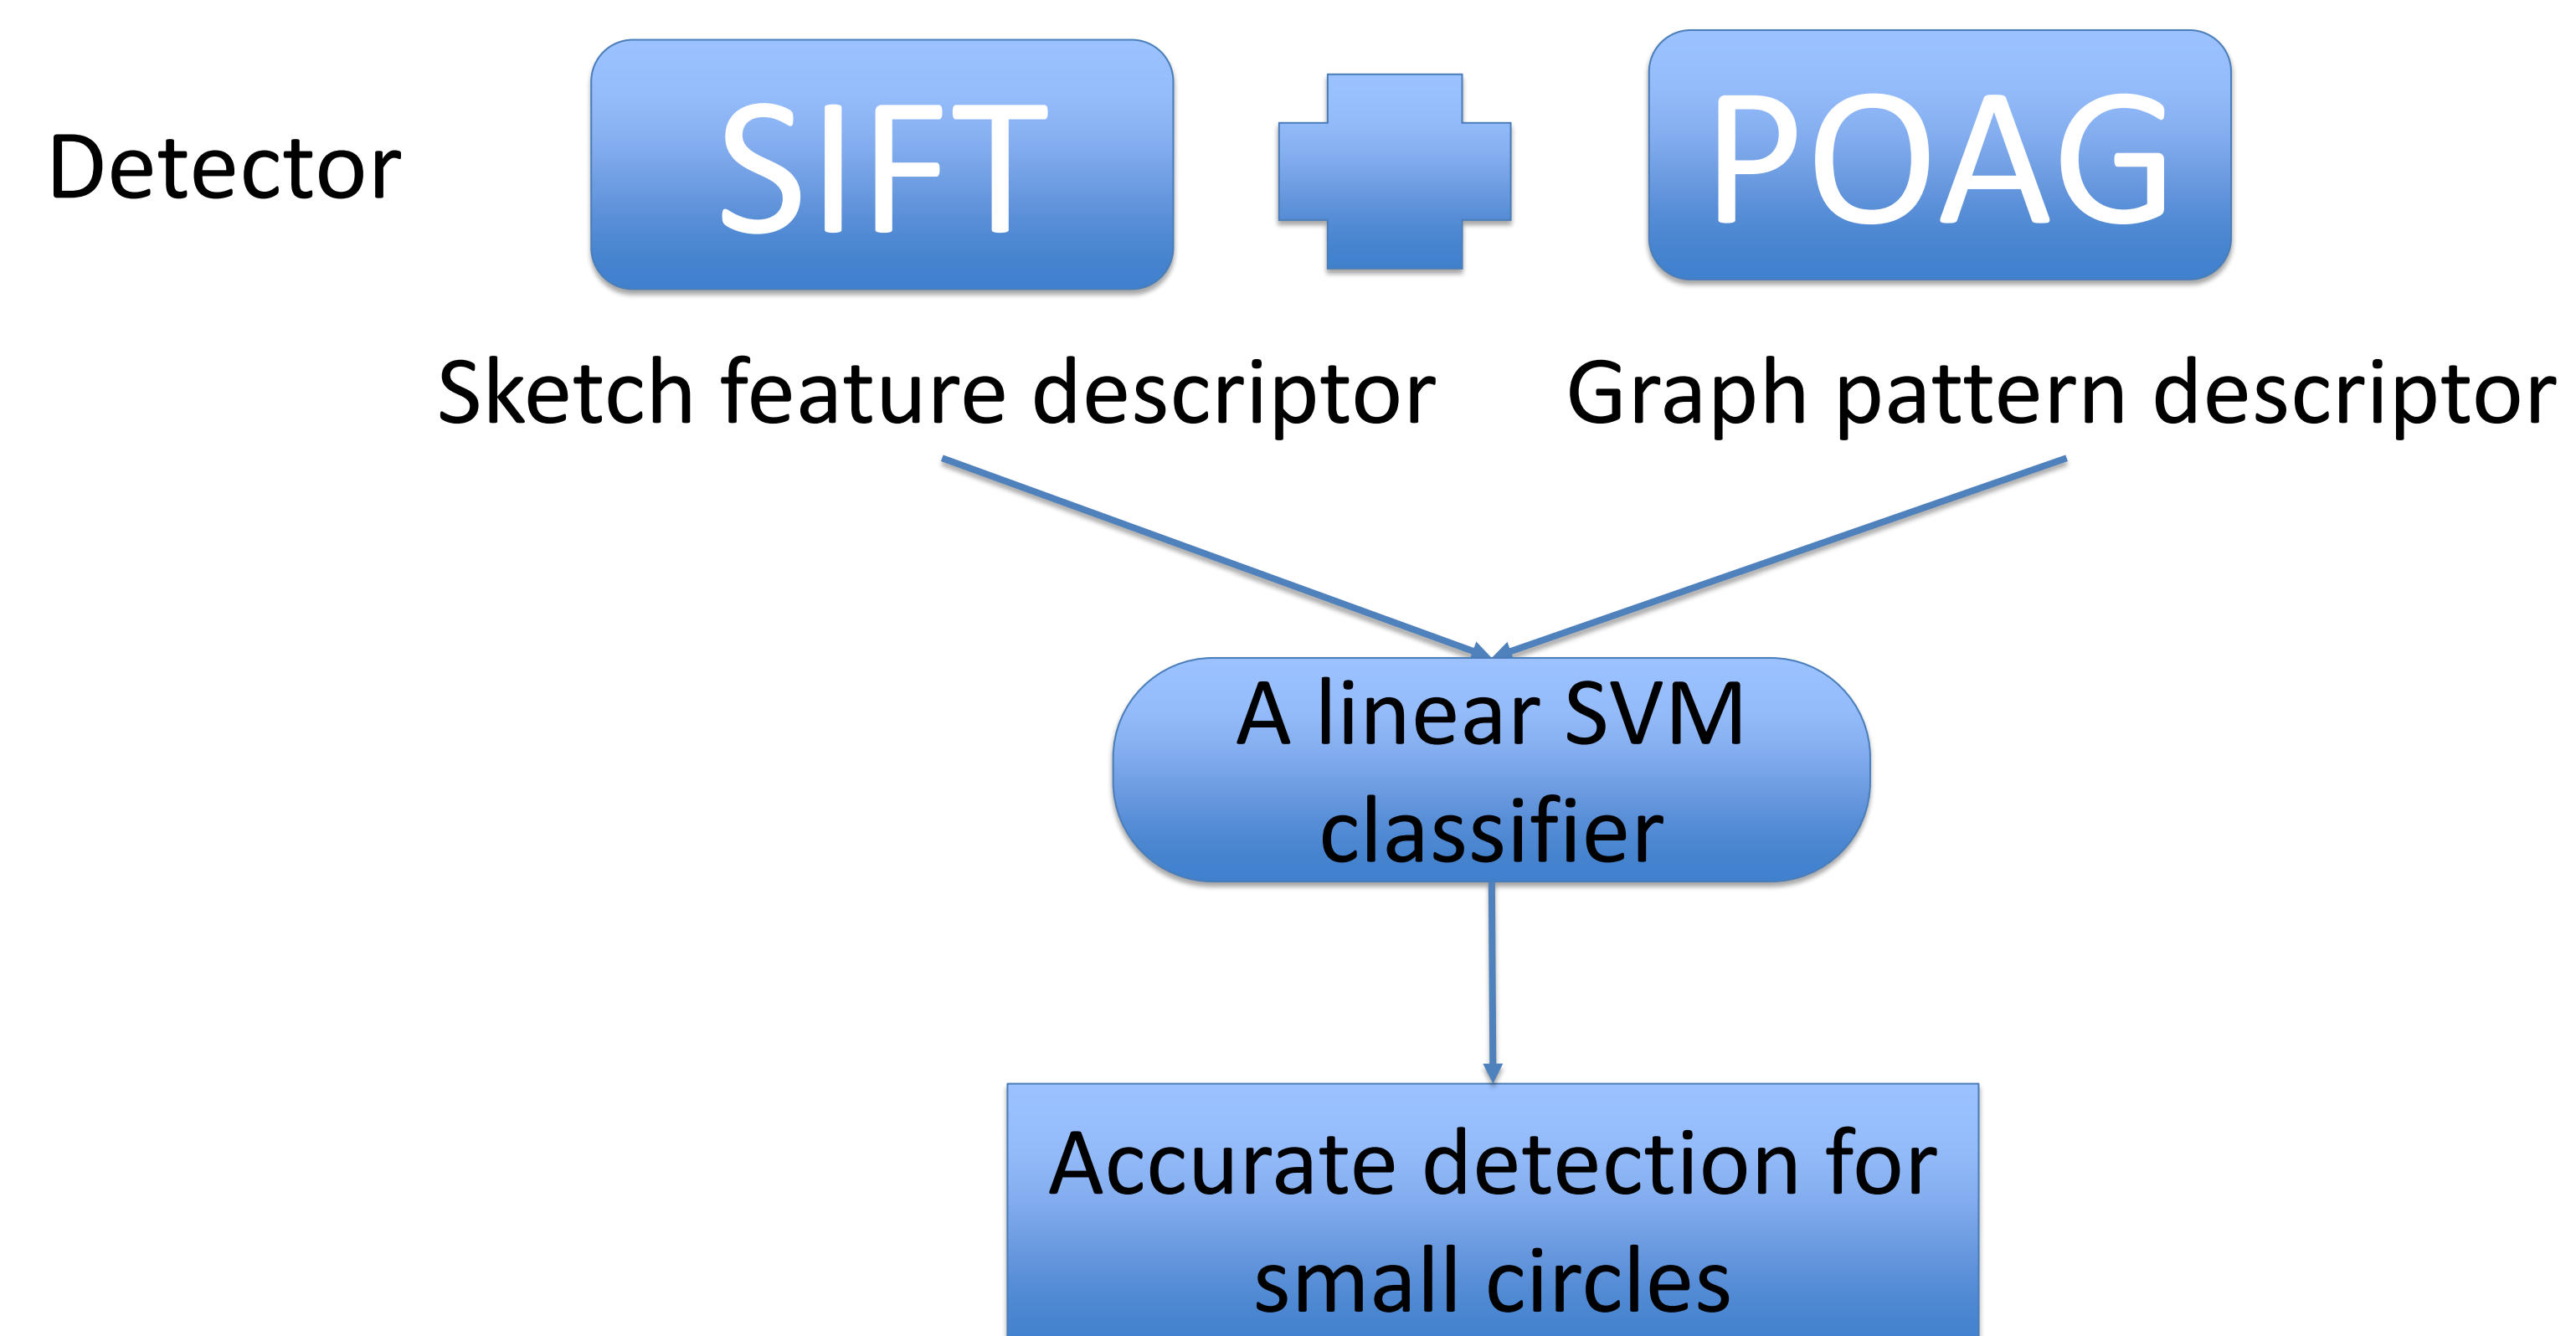 Detector
SIFT
POAG
Sketch feature descriptor
Graph pattern descriptor
A linear SVM
classifier
Accurate detection for
small circles